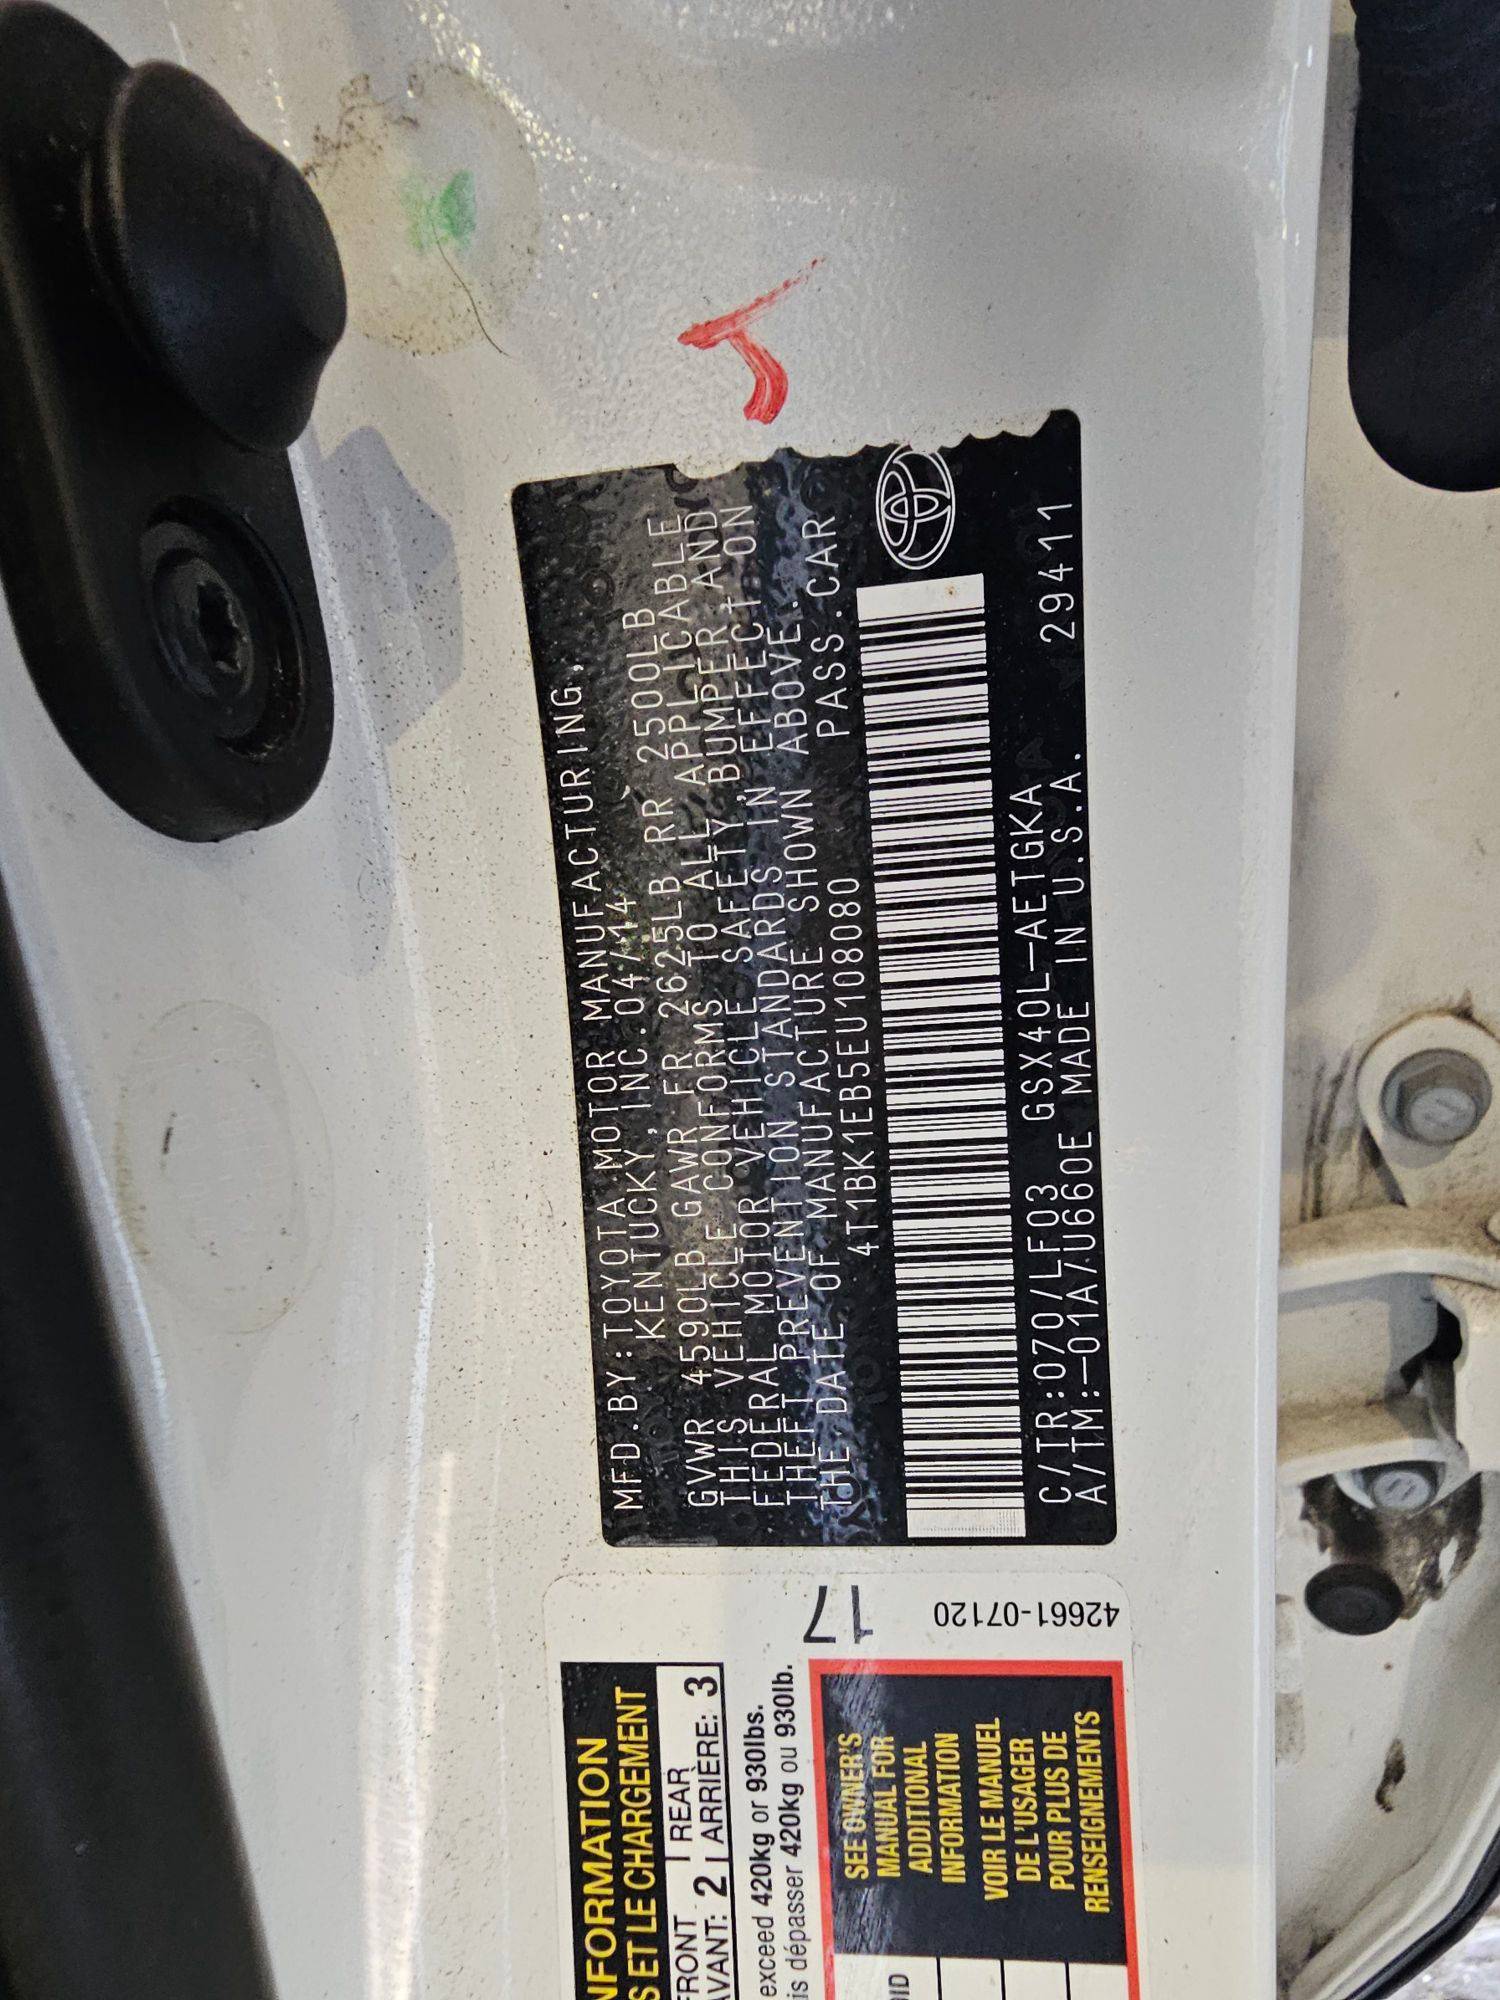 MFD.BY:TOYOTA MOTOR MANUFACTURING,
KENTUCKY,INC.04/14
GVWR 4590LB GAWR FR 2625LB RR 2500LB
THIS VEHICLE CONFORMS TO ALL APPLICABLE
FEDERAL MOTOR VEHICLE SAFETY, BUMPER AND
THEFT PREVENTION STANDARDS IN EFFECT ON
THE DATE OF MANUFACTURE SHOWN ABOVE.
4T1BK1EB5EU108080 PASS.CAR
C/TR:070/LF03 GSX40L-AETGKA
A/TM:-01A/U660E MADE IN U.S.A. 29411
NFORMATION
S ET LE CHARGEMENT
FRONT REAR
AVANT: 2 ARRIÈRE: 3
exceed 420kg or 930lbs.
is dépasser 420kg ou 930lb.
17
42661-07120
SEE OWNER'S
MANUAL FOR
ADDITIONAL
INFORMATION
VOIR LE MANUEL
DE L'USAGER
POUR PLUS DE
RENSEIGNEMENTS